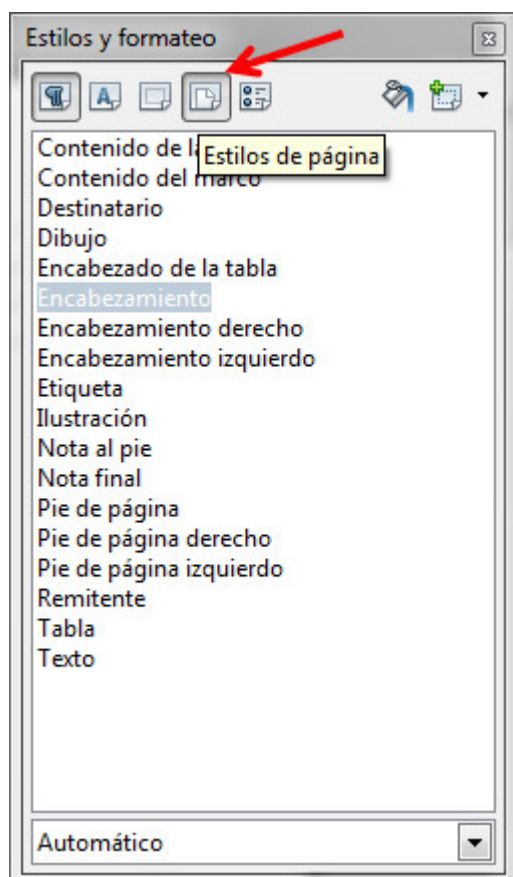 Estilos y formateo
Estilos de página
Contenido de l
Contenido del marco
Destinatario
Dibujo
Encabezado de la tabla
Encabezamiento
Encabezamiento derecho
Encabezamiento izquierdo
Etiqueta
Ilustración
Nota al pie
Nota final
Pie de página
Pie de página derecho
Pie de página izquierdo
Remitente
Tabla
Texto
Automático